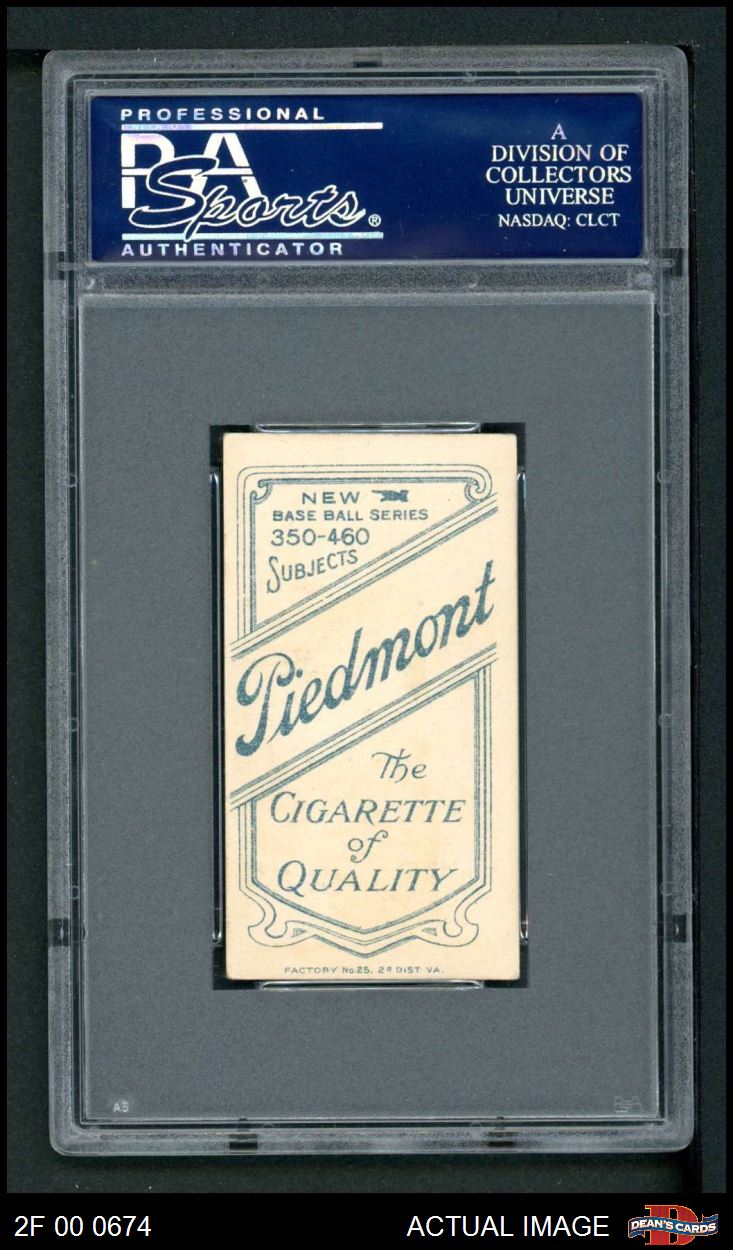 PROFESSIONAL
PSA
Sports®
AUTHENTICATOR
A
DIVISION OF
COLLECTORS
UNIVERSE
NASDAQ: CLCT
NEW
BASE BALL SERIES
350-460
SUBJECTS
Piedmont
The
CIGARETTE
of
QUALITY
FACTORY No. 25, 2D DIST VA.
PSA
2F 00 0674
ACTUAL IMAGE
DEAN'S CARDS